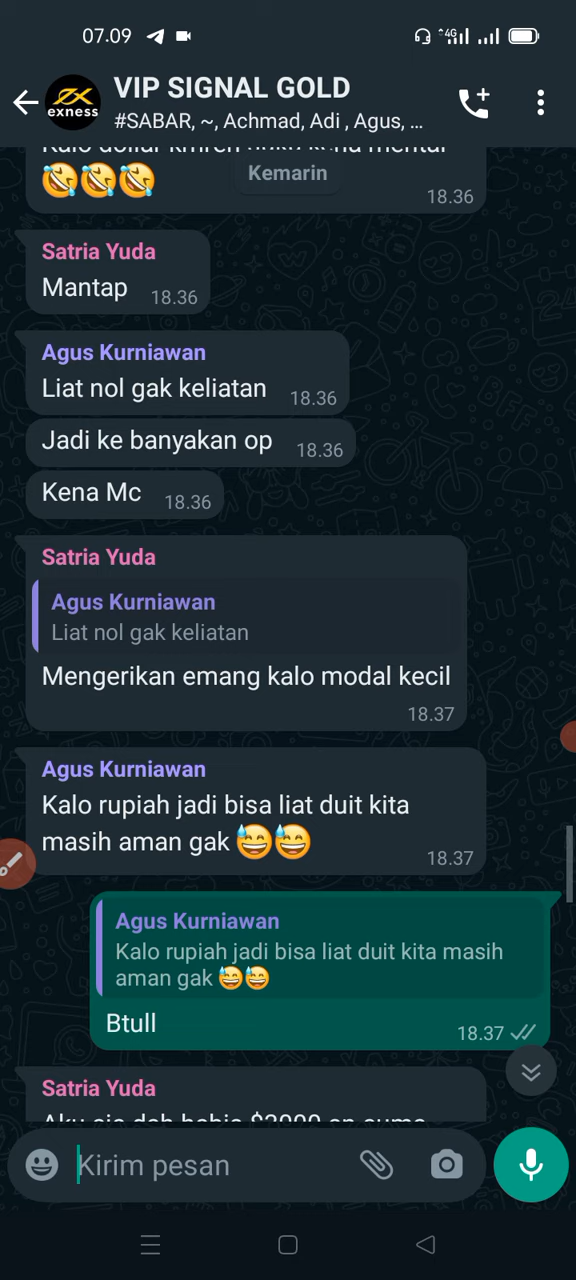 07.09
4G
VIP SIGNAL GOLD
exness
#SABAR, ~, Achmad, Adi , Agus, ...
Kemarin
18.36
Satria Yuda
Mantap 18.36
Agus Kurniawan
Liat nol gak keliatan 18.36
Jadi ke banyakan op 18.36
Kena Mc 18.36
Satria Yuda
Agus Kurniawan
Liat nol gak keliatan
Mengerikan emang kalo modal kecil
18.37
Agus Kurniawan
Kalo rupiah jadi bisa liat duit kita
masih aman gak 😅😅
18.37
Agus Kurniawan
Kalo rupiah jadi bisa liat duit kita masih
aman gak 😅😅
Btull 18.37
Satria Yuda
Kirim pesan